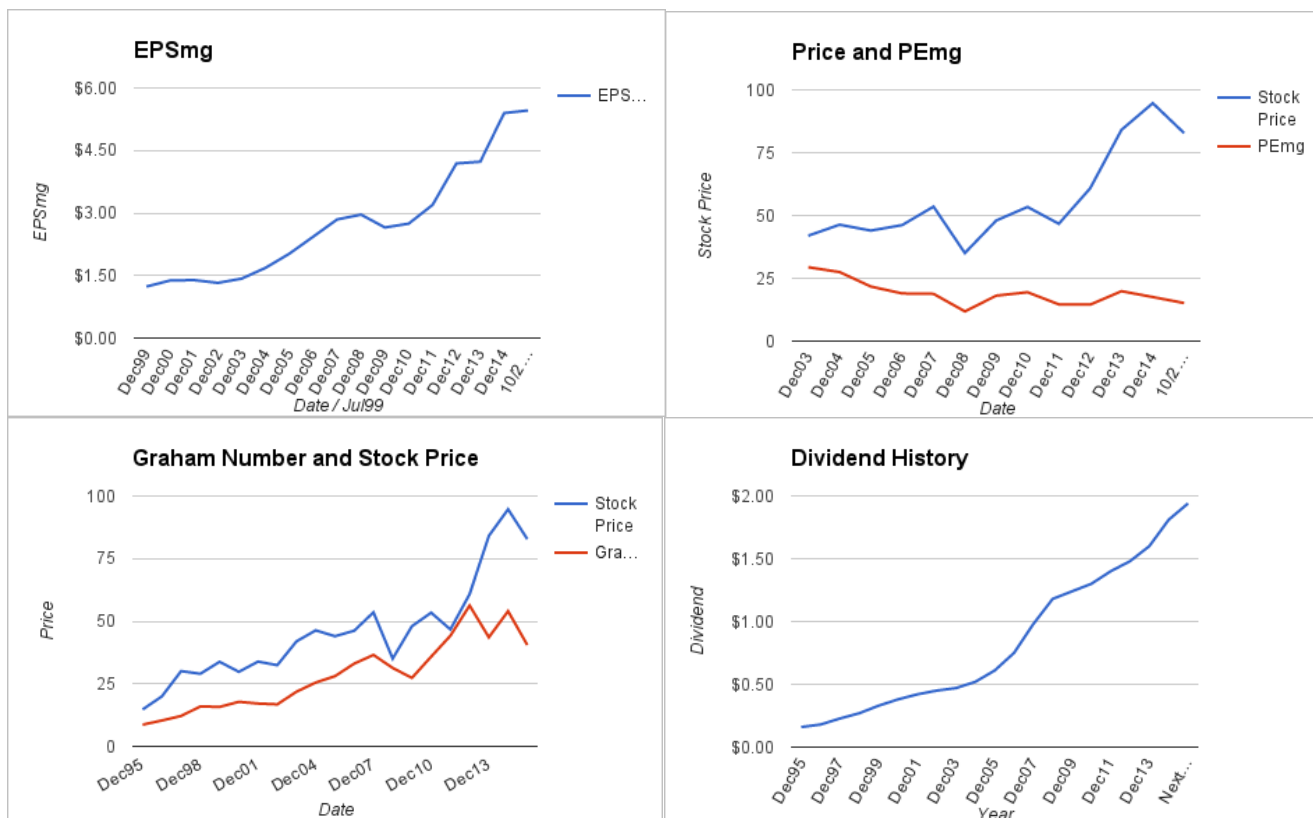 EPSmg
$6.00
$4.50
$3.00
$1.50
$0.00
EPSmg
EPS...
Dec99
Dec00
Dec01
Dec02
Dec03
Dec04
Dec05
Dec06
Dec07
Dec08
Dec09
Dec10
Dec11
Dec12
Dec13
Dec14
10/2...
Date / Jul99
Price and PEmg
100
75
50
25
0
Stock Price
Stock
Price
PEmg
Dec03
Dec04
Dec05
Dec06
Dec07
Dec08
Dec09
Dec10
Dec11
Dec12
Dec13
Dec14
10/2...
Date
Graham Number and Stock Price
100
75
50
25
0
Price
Stock
Price
Gra...
Dec95
Dec98
Dec01
Dec04
Dec07
Dec10
Dec13
Date
Dividend History
$2.00
$1.50
$1.00
$0.50
$0.00
Dividend
Dec95
Dec97
Dec99
Dec01
Dec03
Dec05
Dec07
Dec09
Dec11
Dec13
Next...
Year